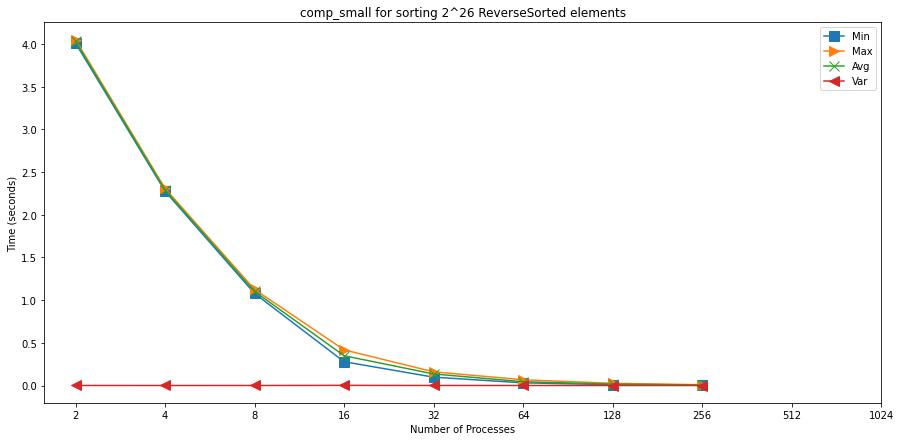 comp_small for sorting 2^26 ReverseSorted elements
Min
Max
Avg
Var
Time (seconds)
4.0
3.5
3.0
2.5
2.0
1.5
1.0
0.5
0.0
2 4 8 16 32 64 128 256 512 1024
Number of Processes